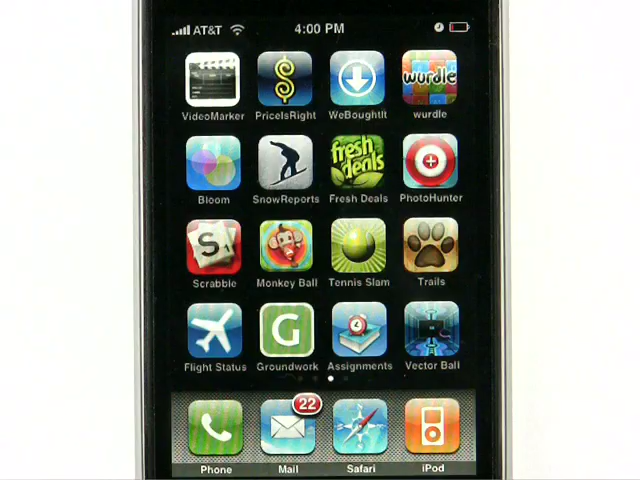 AT&T 4:00 PM
wurdle
VideoMarker PriceIsRight WeBoughtIt wurdle
fresh
deals
Bloom SnowReports Fresh Deals PhotoHunter
S
Scrabble Monkey Ball Tennis Slam Trails
G
Flight Status Groundwork Assignments Vector Ball
22
Phone Mail Safari iPod